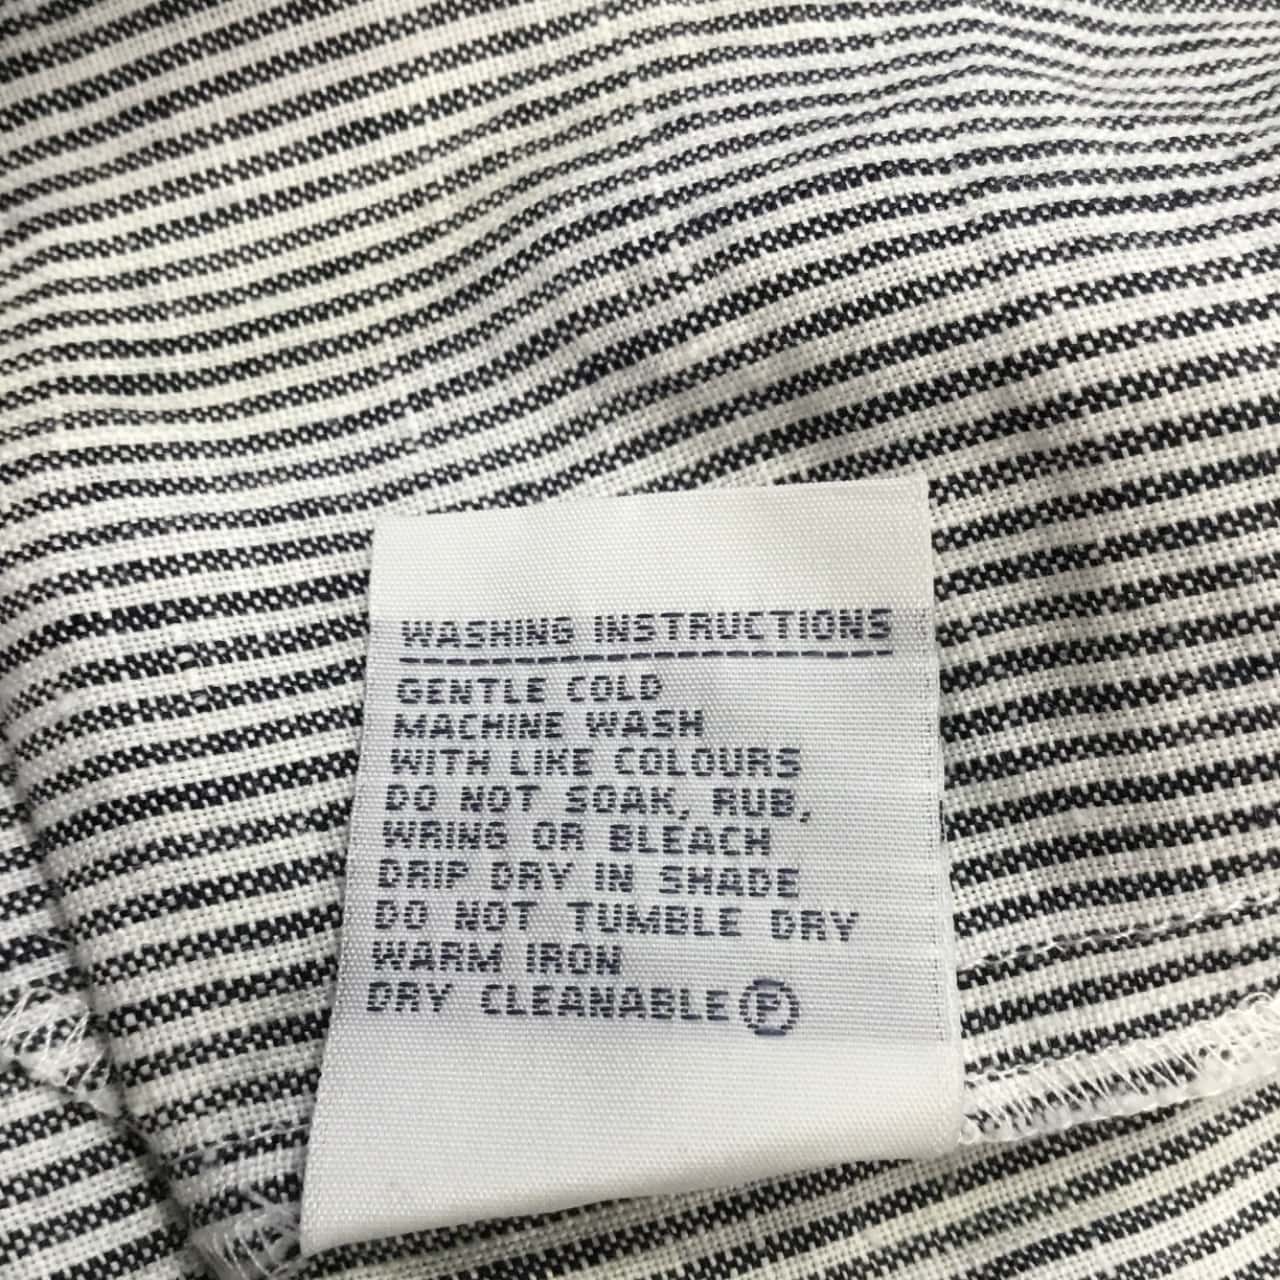 WASHING INSTRUCTIONS
GENTLE COLD
MACHINE WASH
WITH LIKE COLOURS
DO NOT SOAK, RUB,
WRING OR BLEACH
DRIP DRY IN SHADE
DO NOT TUMBLE DRY
WARM IRON
DRY CLEANABLE Ⓟ